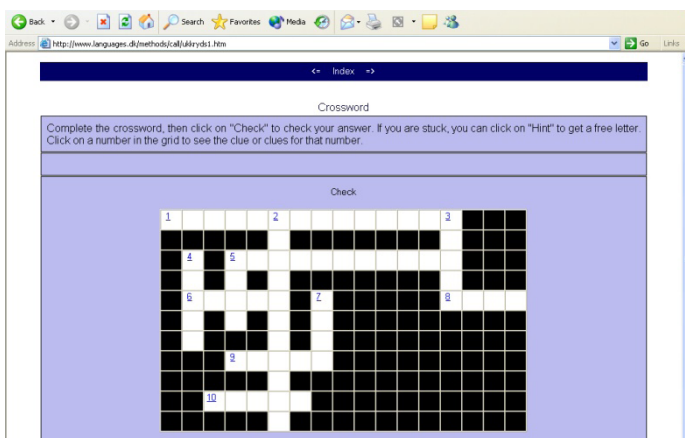 Back Search Favorites Media
Address http://www.languages.dk/methods/call/ukkryds1.htm Go Links
<= Index =>
Crossword
Complete the crossword, then click on "Check" to check your answer. If you are stuck, you can click on "Hint" to get a free letter.
Click on a number in the grid to see the clue or clues for that number.
Check
1 2 3
4 5
6 7 8
9
10